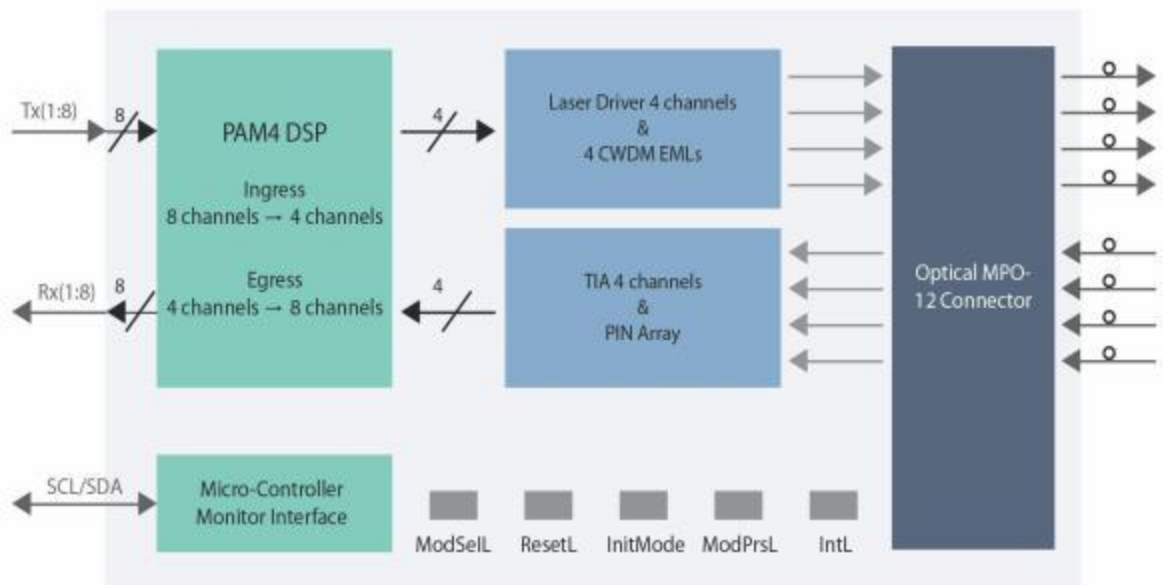 Tx(1:8)
8
PAM4 DSP
Ingress
8 channels → 4 channels
Egress
4 channels → 8 channels
Rx(1:8)
8
4
4
Laser Driver 4 channels
&
4 CWDM EMLs
TIA 4 channels
&
PIN Array
Optical MPO-
12 Connector
SCL/SDA
Micro-Controller
Monitor Interface
ModSelL
ResetL
InitMode
ModPrsL
IntL